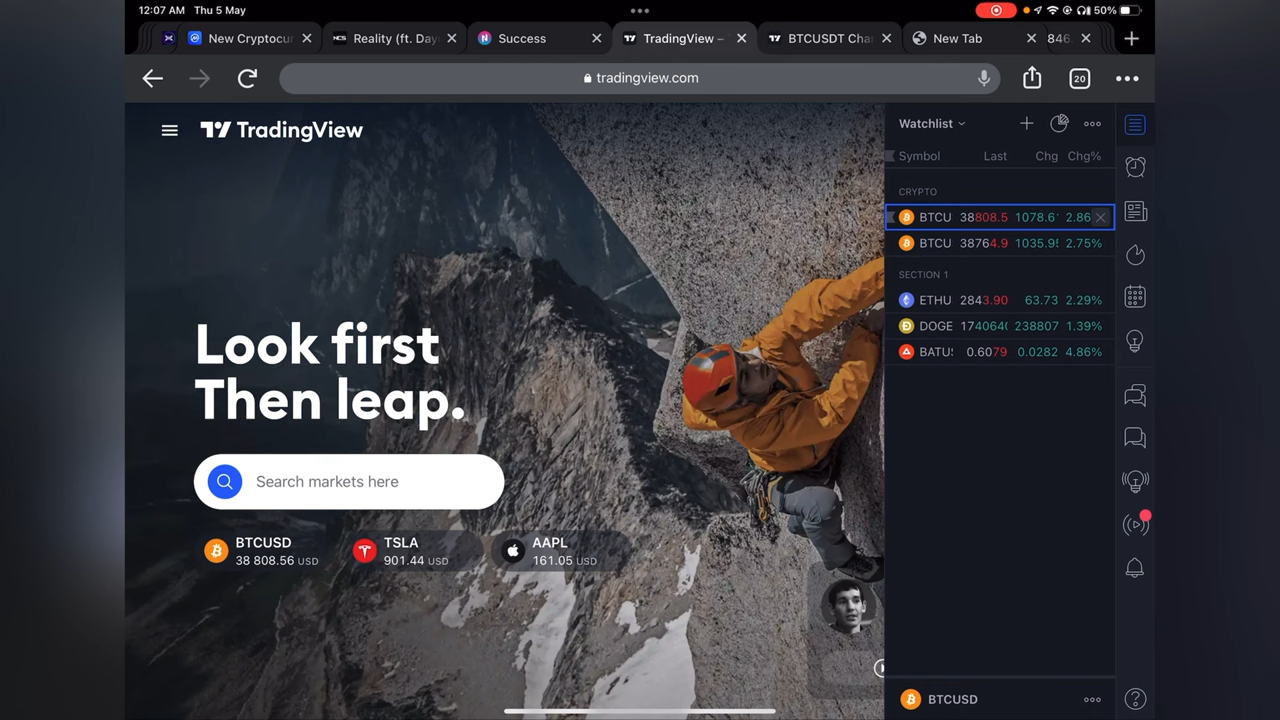 12:07 AM Thu 5 May
50%
New Cryptocur
Reality (ft. Day
Success
TradingView –
BTCUSDT Cha
New Tab
846.
tradingview.com
20
TradingView
Look first
Then leap.
Search markets here
BTCUSD
38 808.56 USD
TSLA
901.44 USD
AAPL
161.05 USD
Watchlist
Symbol Last Chg Chg%
CRYPTO
BTCU 38808.5 1078.6 2.86
BTCU 38764.9 1035.9 2.75%
SECTION 1
ETHU 2843.90 63.73 2.29%
DOGE 174064 238807 1.39%
BATU 0.6079 0.0282 4.86%
BTCUSD